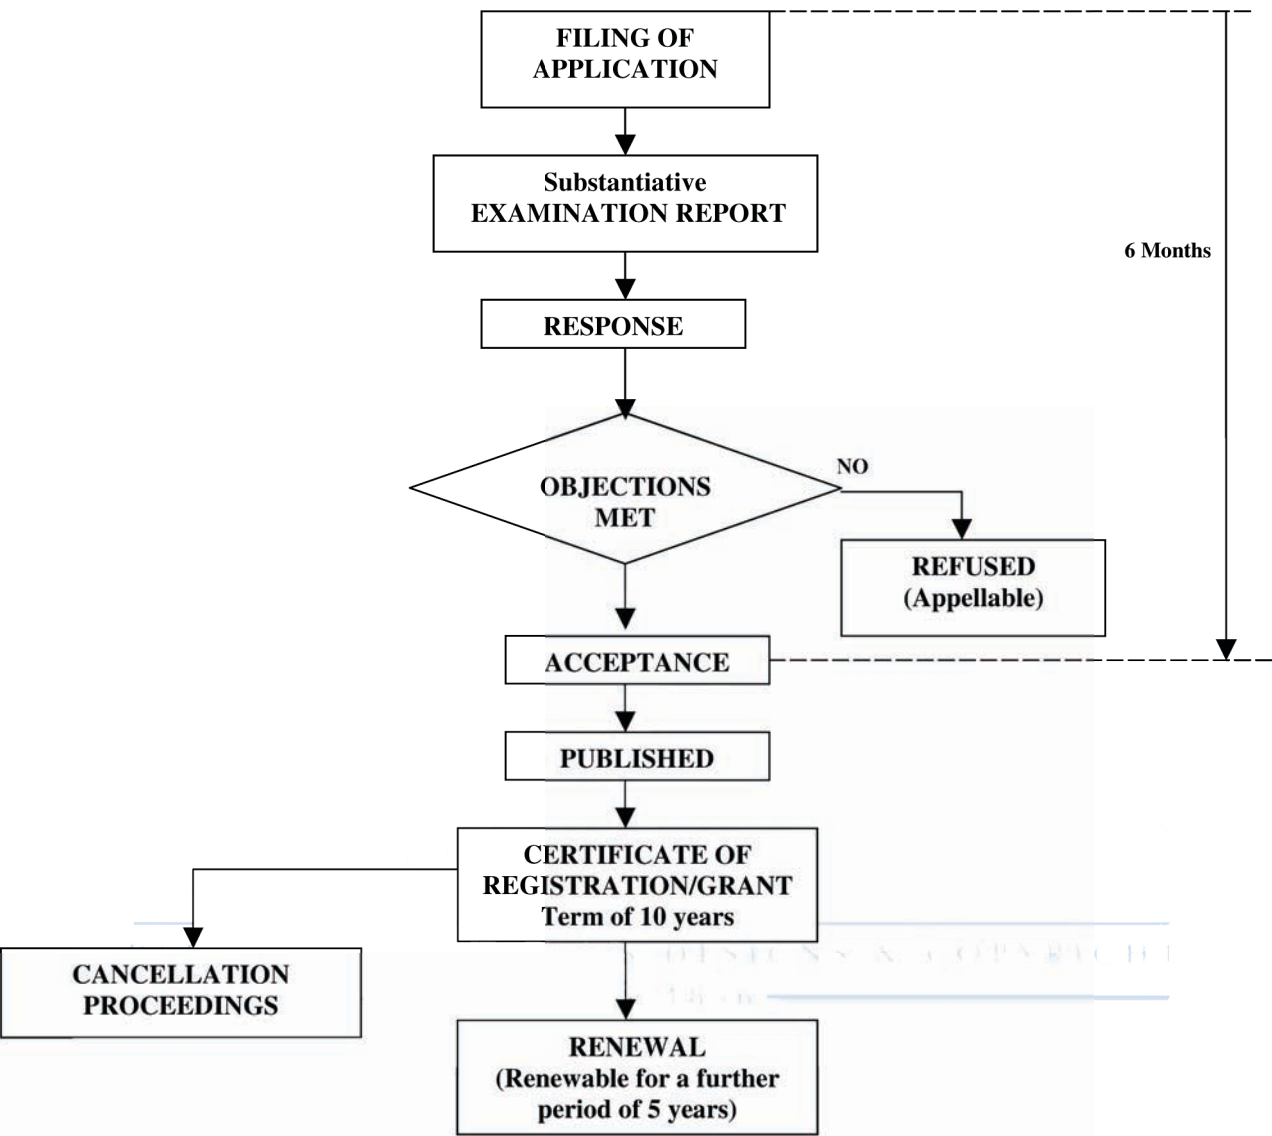 FILING OF
APPLICATION
Substantiative
EXAMINATION REPORT
6 Months
RESPONSE
NO
OBJECTIONS
MET
REFUSED
(Appellable)
ACCEPTANCE
PUBLISHED
CERTIFICATE OF
REGISTRATION/GRANT
Term of 10 years
CANCELLATION
PROCEEDINGS
RENEWAL
(Renewable for a further
period of 5 years)